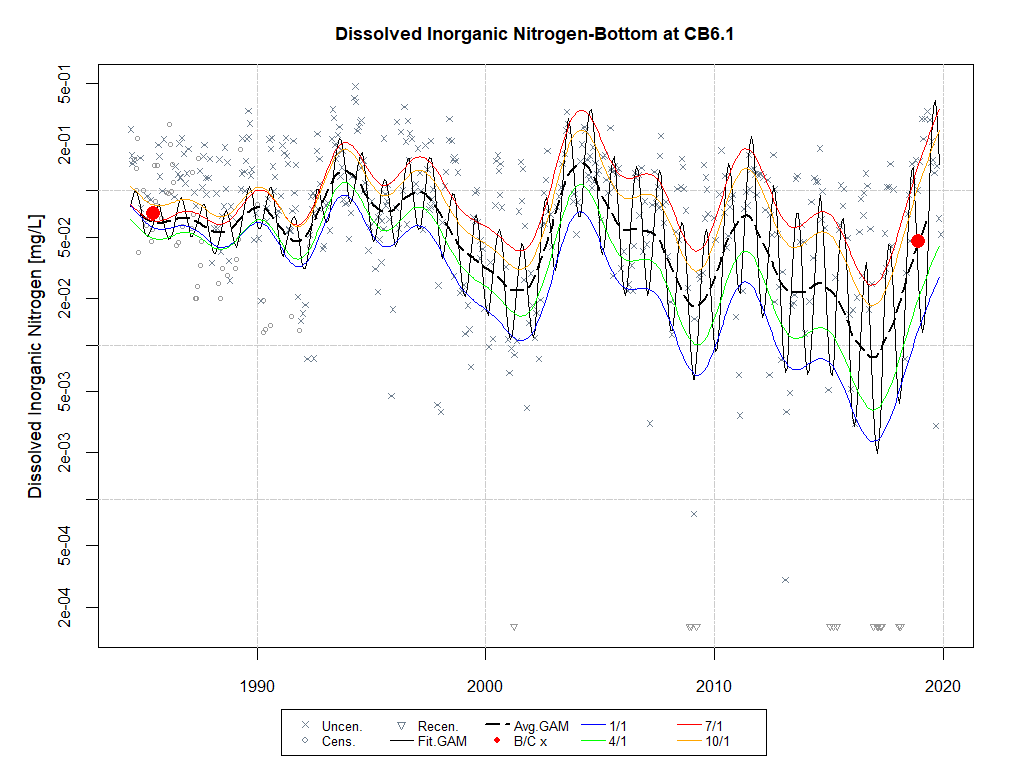 Dissolved Inorganic Nitrogen-Bottom at CB6.1
Dissolved Inorganic Nitrogen [mg/L]
5e-01
2e-01
5e-02
2e-02
5e-03
2e-03
5e-04
2e-04
1990 2000 2010 2020
Uncen. Recen. Avg.GAM 1/1 7/1
Cens. Fit.GAM B/C x 4/1 10/1